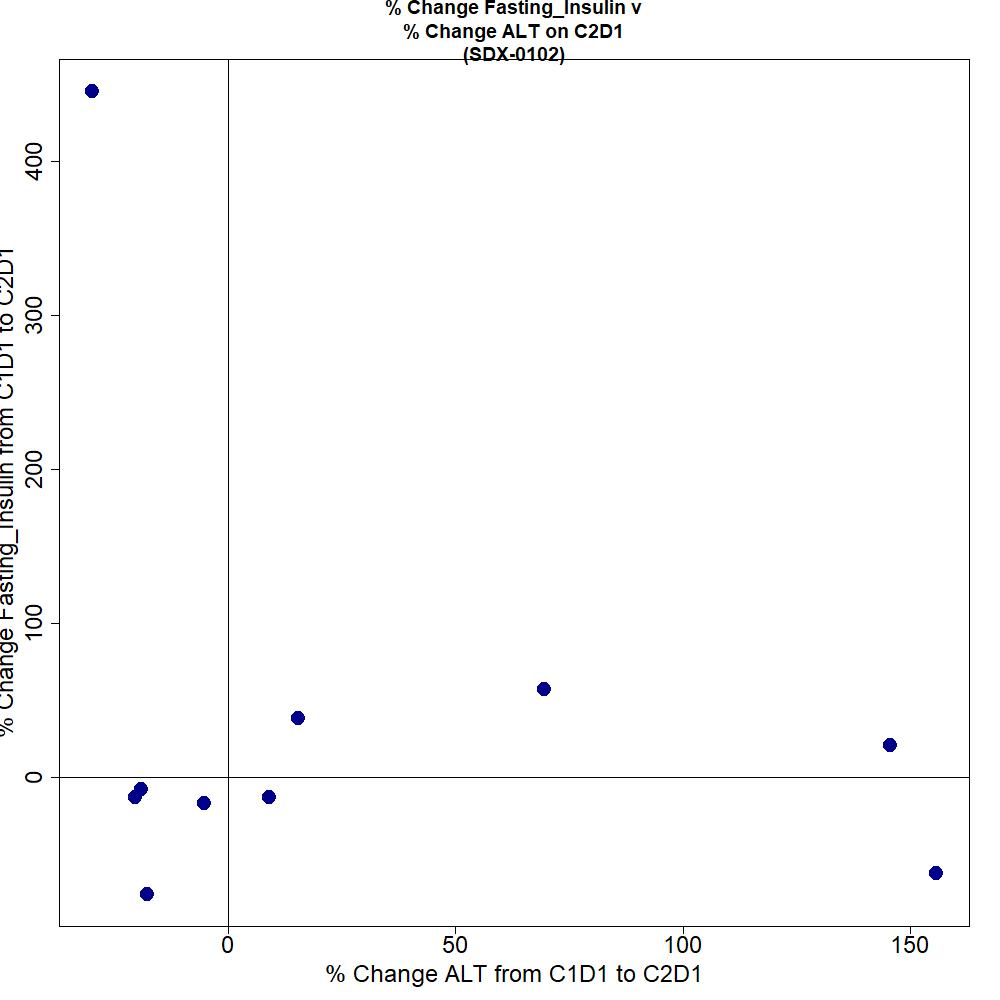 % Change Fasting_Insulin v
% Change ALT on C2D1
(SDX-0102)
% Change Fasting_Insulin from C1D1 to C2D1
400
300
200
100
0
0 50 100 150
% Change ALT from C1D1 to C2D1